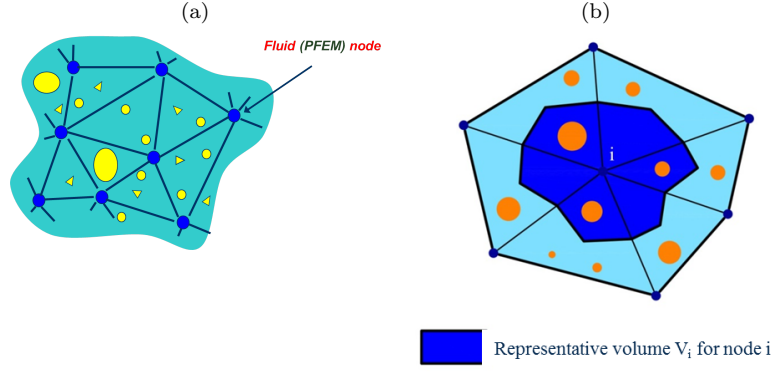 (a)
(b)
Fluid (PFEM) node
i
Representative volume Vᵢ for node i